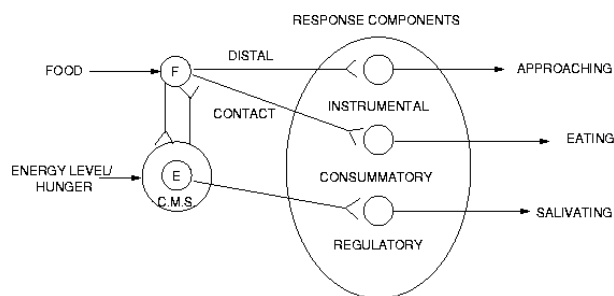 RESPONSE COMPONENTS
DISTAL
FOOD
F
APPROACHING
INSTRUMENTAL
CONTACT
EATING
ENERGY LEVEL/
HUNGER
E
C.M.S.
CONSUMMATORY
SALIVATING
REGULATORY